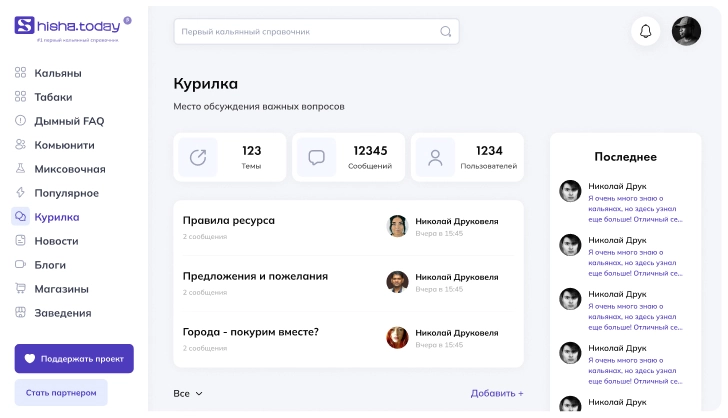 Shisha.today
β
#1 первый кальянный справочник
Первый кальянный справочник
Кальяны
Табаки
Дымный FAQ
Комьюнити
Миксовочная
Популярное
Курилка
Новости
Блоги
Магазины
Заведения
Поддержать проект
Стать партнером
Курилка
Место обсуждения важных вопросов
123
Темы
12345
Сообщений
1234
Пользователей
Правила ресурса
2 сообщения
Николай Друковеля
Вчера в 15:45
Предложения и пожелания
2 сообщения
Николай Друковеля
Вчера в 15:45
Города - покурим вместе?
2 сообщения
Николай Друковеля
Вчера в 15:45
Все
Добавить +
Последнее
Николай Друк
Я очень много знаю о
кальянах, но здесь узнал
еще больше! Отличный се...
Николай Друк
Я очень много знаю о
кальянах, но здесь узнал
еще больше! Отличный се...
Николай Друк
Я очень много знаю о
кальянах, но здесь узнал
еще больше! Отличный се...
Николай Друк
Я очень много знаю о
кальянах, но здесь узнал
еще больше! Отличный се...
Николай Друк